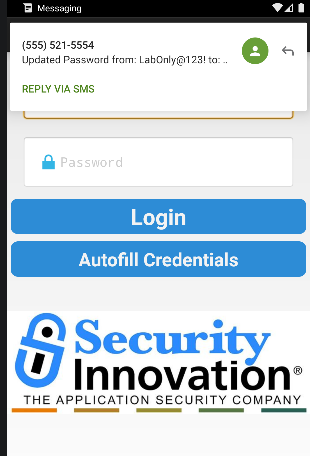 Messaging
(555) 521-5554
Updated Password from: LabOnly@123! to: ..
REPLY VIA SMS
Password
Login
Autofill Credentials
Security
Innovation®
THE APPLICATION SECURITY COMPANY